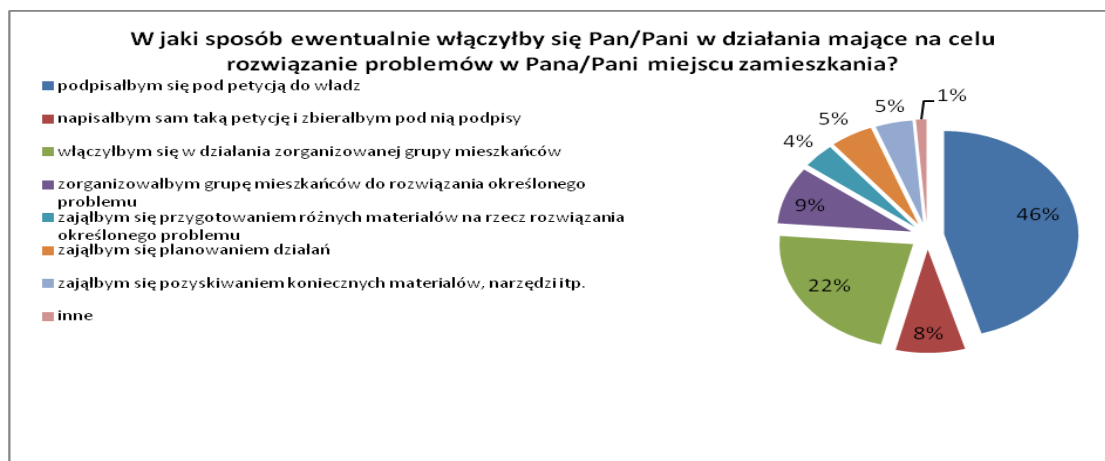 W jaki sposób ewentualnie włączyłby się Pan/Pani w działania mające na celu
rozwiązanie problemów w Pana/Pani miejscu zamieszkania?
podpisałbym się pod petycją do władz
napisałbym sam taką petycję i zbierałbym pod nią podpisy
włączyłbym się w działania zorganizowanej grupy mieszkańców
zorganizowałbym grupę mieszkańców do rozwiązania określonego
problemu
zająłbym się przygotowaniem różnych materiałów na rzecz rozwiązania
określonego problemu
zająłbym się planowaniem działań
zająłbym się pozyskiwaniem koniecznych materiałów, narzędzi itp.
inne
46%
8%
22%
9%
4%
5%
5%
1%